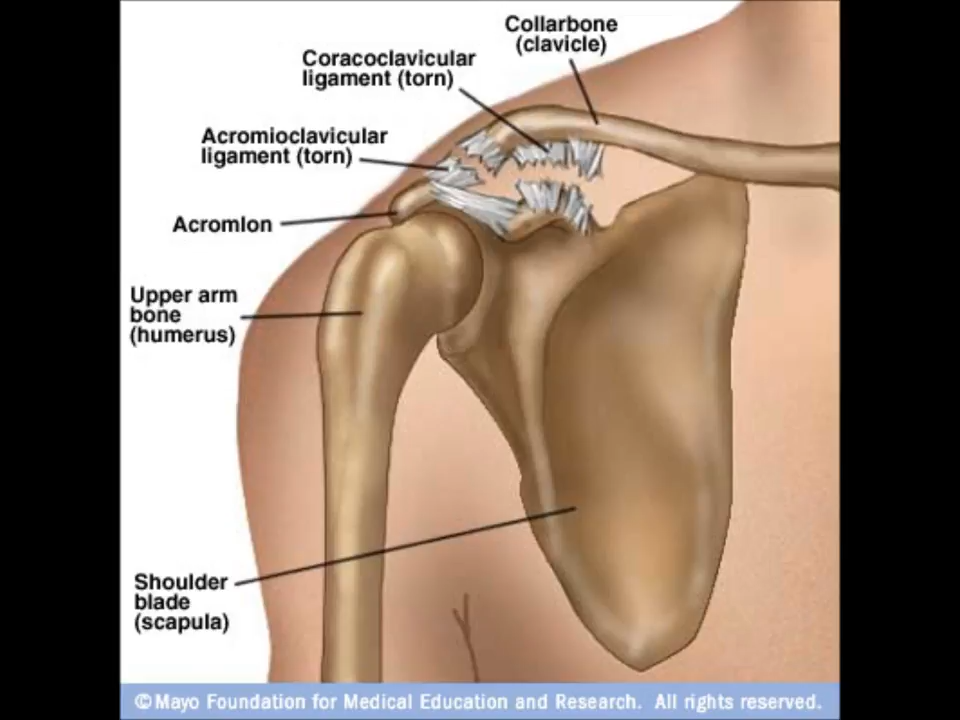 Collarbone
(clavicle)
Coracoclavicular
ligament (torn)
Acromioclavicular
ligament (torn)
Acromlon
Upper arm
bone
(humerus)
Shoulder
blade
(scapula)
©Mayo Foundation for Medical Education and Research. All rights reserved.